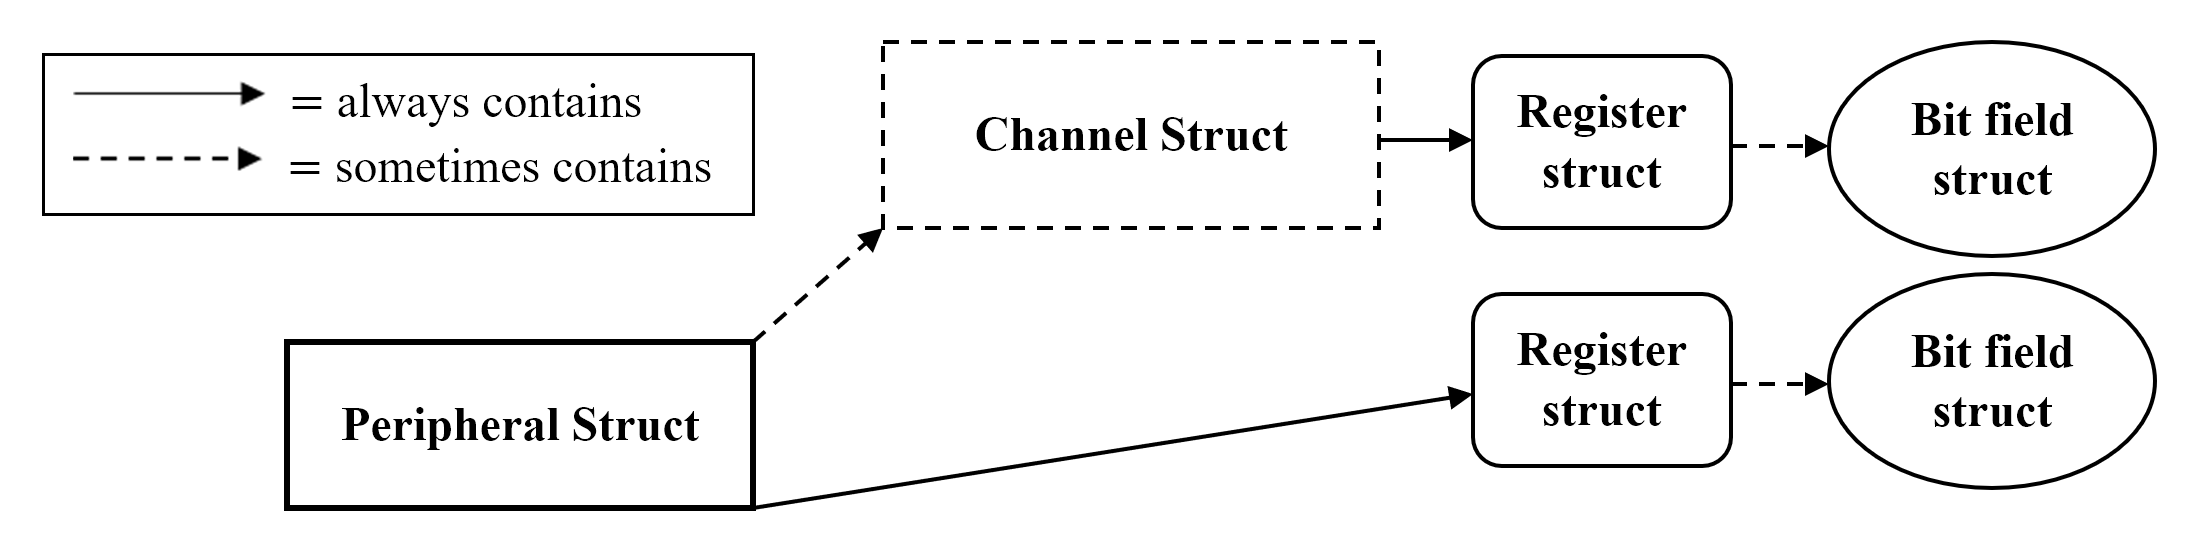 = always contains
= sometimes contains
Channel Struct
Register
struct
Bit field
struct
Peripheral Struct
Register
struct
Bit field
struct